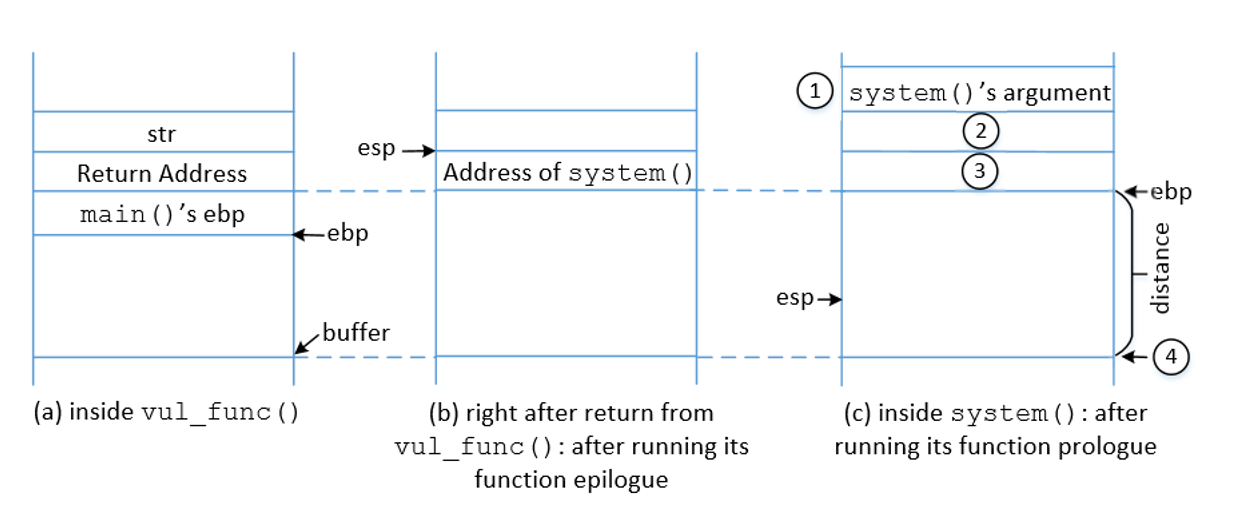 str
Return Address
main()'s ebp
ebp
buffer
(a) inside vul_func()
esp
Address of system()
(b) right after return from
vul_func(): after running its
function epilogue
1
system()'s argument
2
3
ebp
distance
esp
4
(c) inside system(): after
running its function prologue